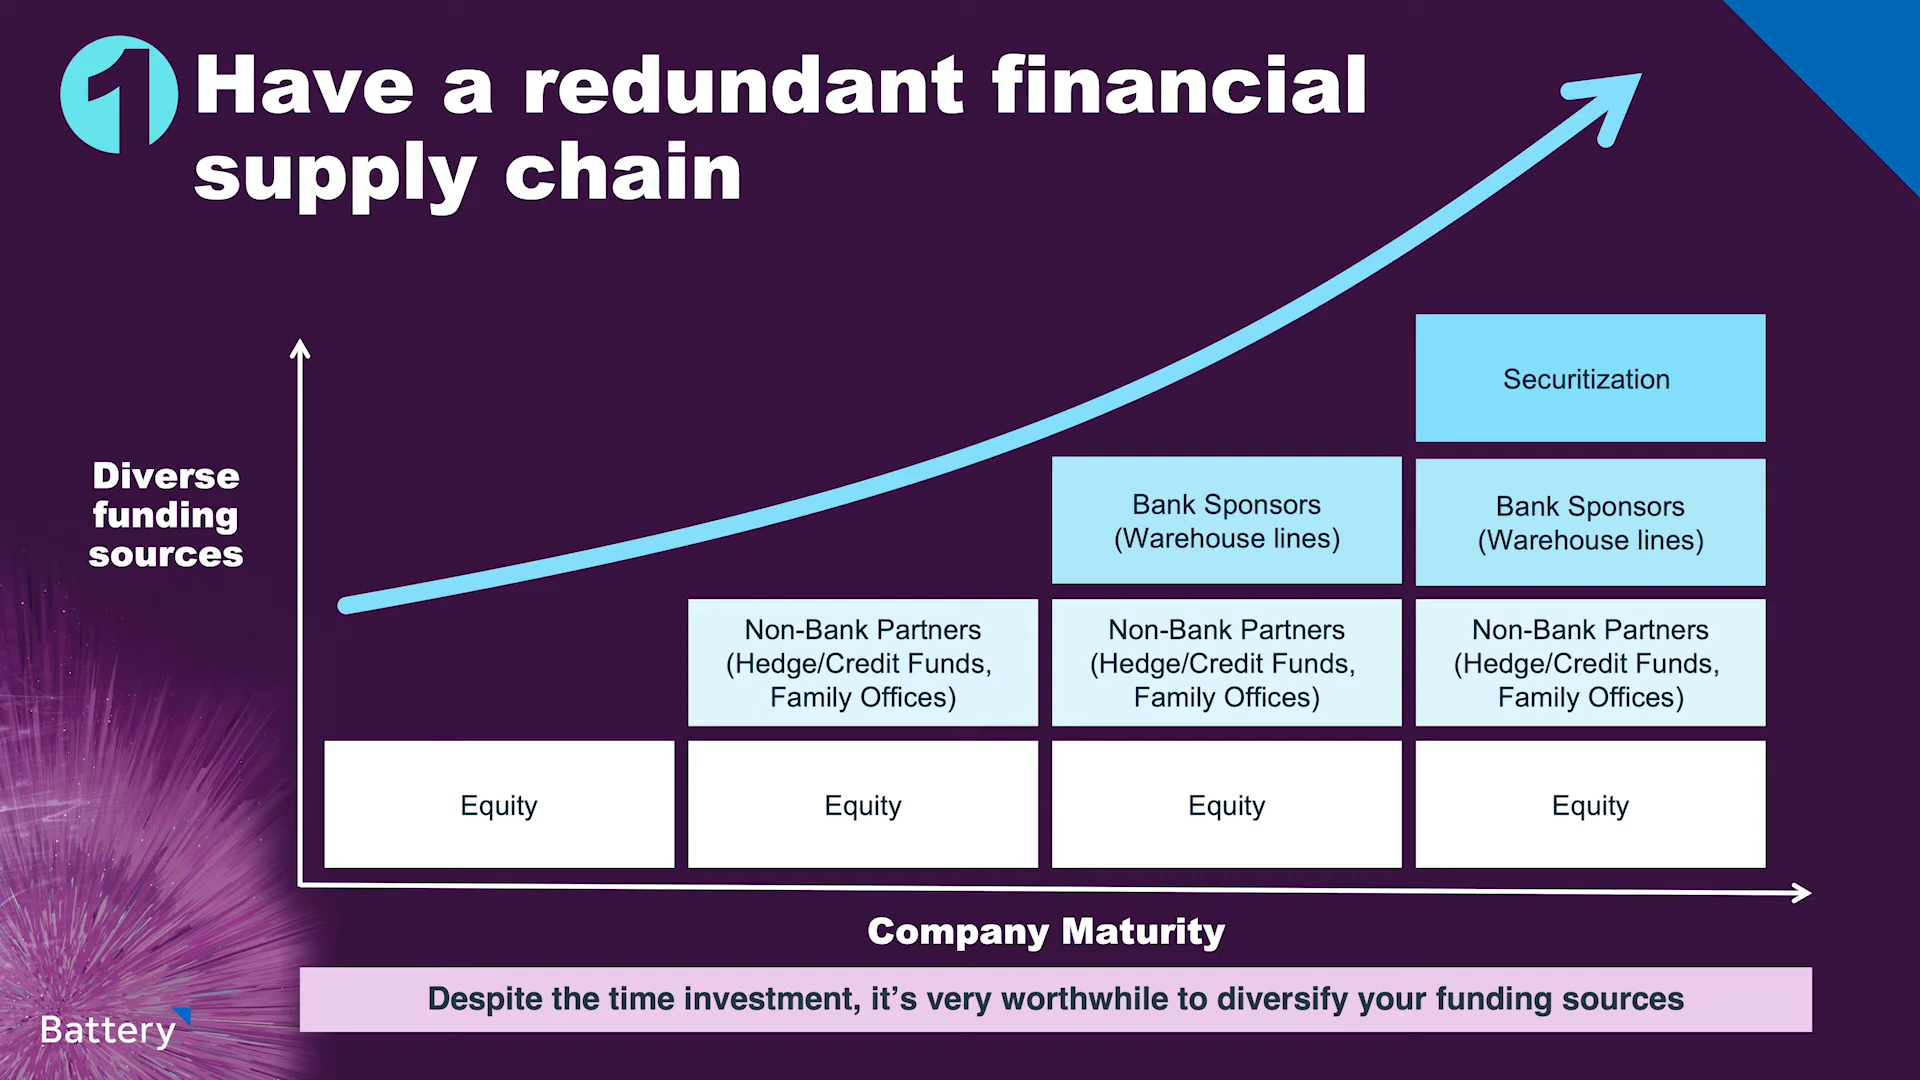 1
Have a redundant financial
supply chain
Diverse
funding
sources
Securitization
Bank Sponsors
(Warehouse lines)
Bank Sponsors
(Warehouse lines)
Non-Bank Partners
(Hedge/Credit Funds,
Family Offices)
Non-Bank Partners
(Hedge/Credit Funds,
Family Offices)
Non-Bank Partners
(Hedge/Credit Funds,
Family Offices)
Equity
Equity
Equity
Equity
Company Maturity
Despite the time investment, it’s very worthwhile to diversify your funding sources
Battery